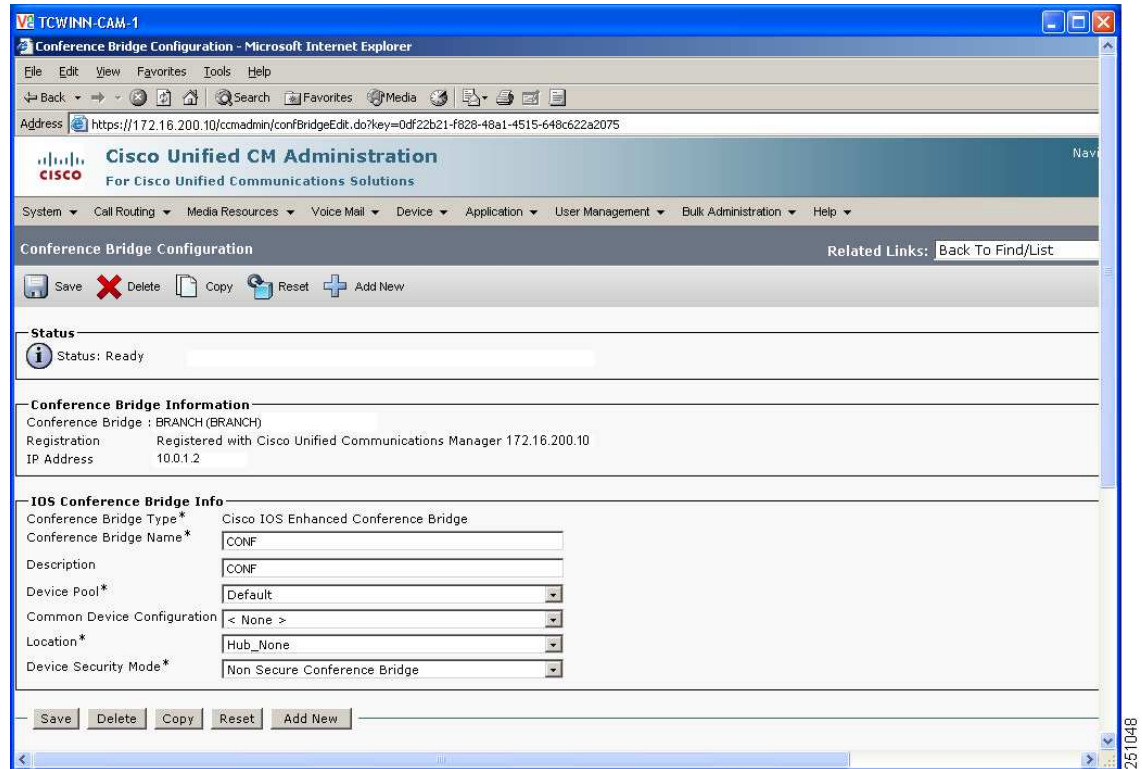 TCWINN-CAM-1
Conference Bridge Configuration - Microsoft Internet Explorer
File Edit View Favorites Tools Help
Back Search Favorites Media
Address https://172.16.200.10/ccmadmin/confBridgeEdit.do?key=0df22b21-f828-48a1-4515-648c622a2075
CISCO
Cisco Unified CM Administration
Navi
For Cisco Unified Communications Solutions
System Call Routing Media Resources Voice Mail Device Application User Management Bulk Administration Help
Conference Bridge Configuration
Related Links: Back To Find/List
Save Delete Copy Reset Add New
Status
Status: Ready
Conference Bridge Information
Conference Bridge : BRANCH (BRANCH)
Registration Registered with Cisco Unified Communications Manager 172.16.200.10
IP Address 10.0.1.2
IOS Conference Bridge Info
Conference Bridge Type* Cisco IOS Enhanced Conference Bridge
Conference Bridge Name* CONF
Description CONF
Device Pool* Default
Common Device Configuration < None >
Location* Hub_None
Device Security Mode* Non Secure Conference Bridge
Save Delete Copy Reset Add New
251048